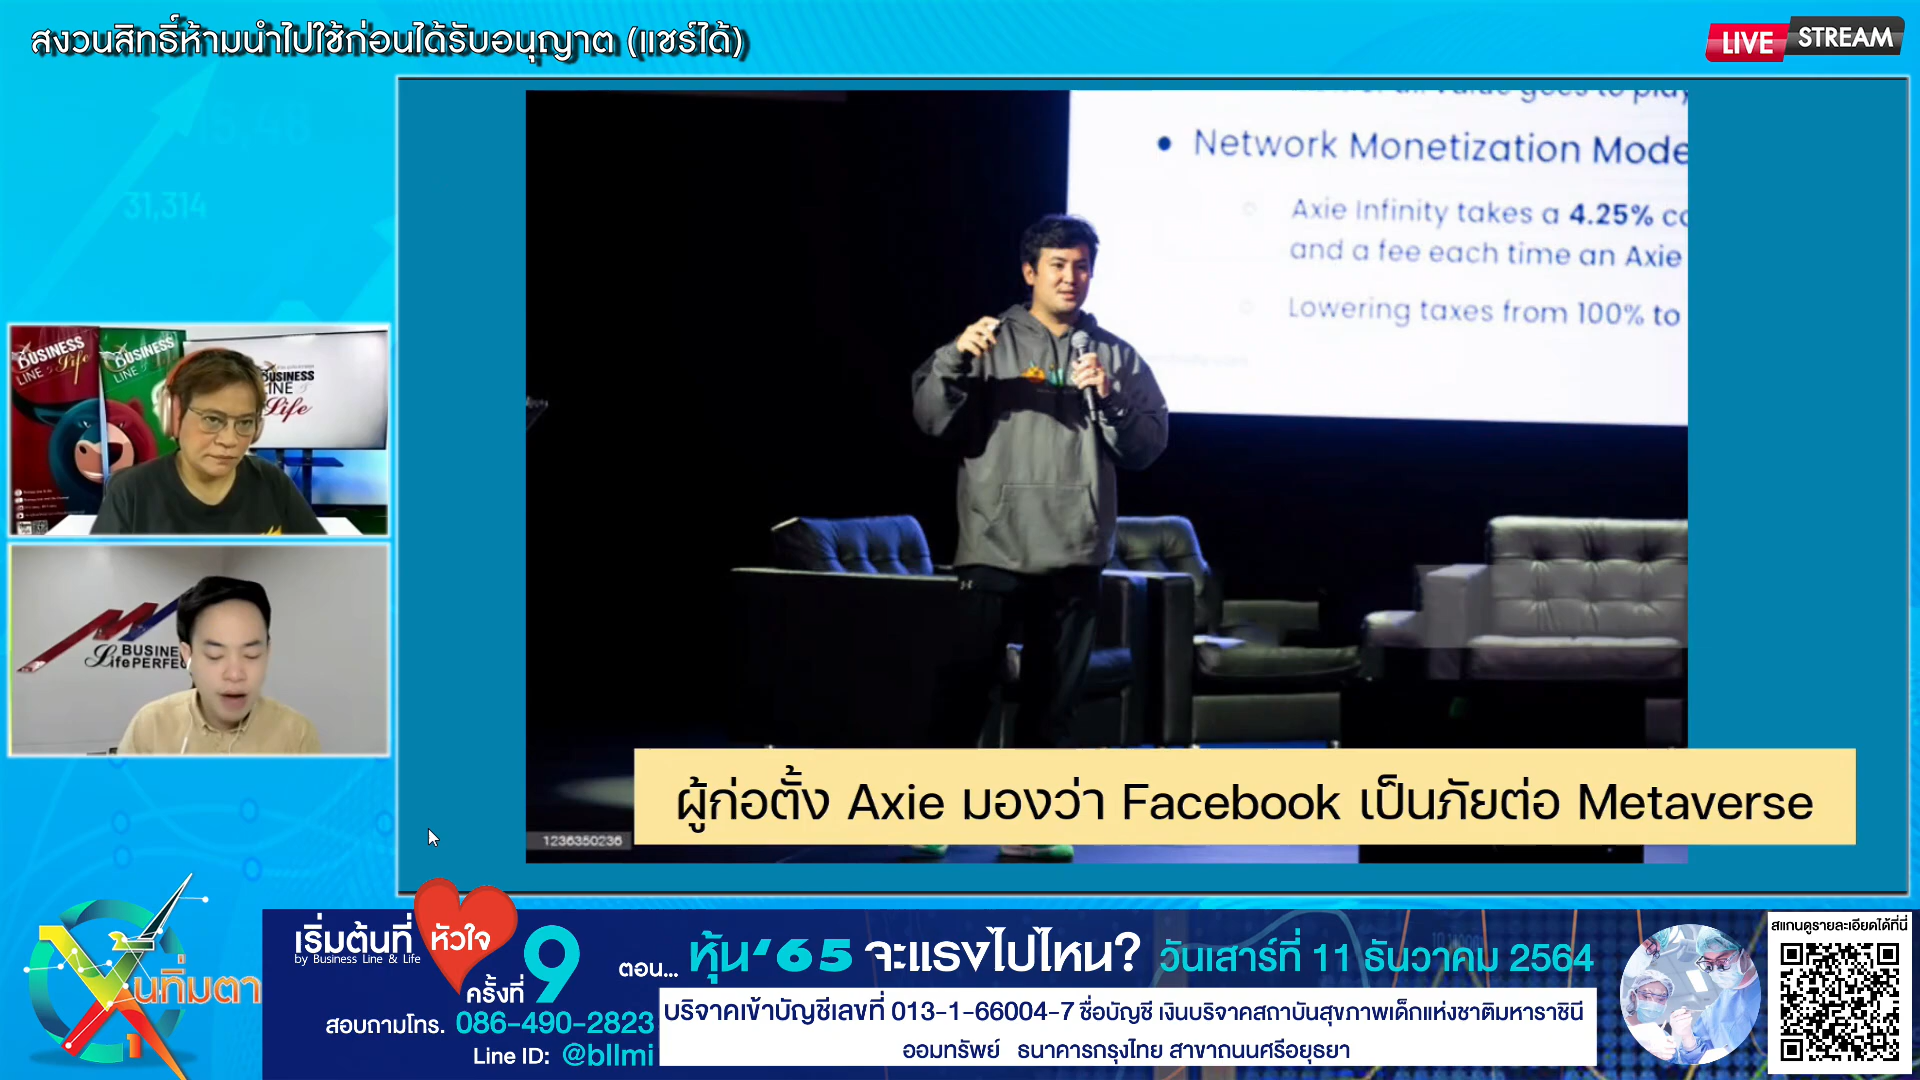 สงวนสิทธิ์ห้ามนำไปใช้ก่อนได้รับอนุญาต (แชร์ได้)
LIVE STREAM
31,314
Network Monetization Mode
Axie Infinity takes a 4.25% co
and a fee each time an Axie
Lowering taxes from 100% to
BUSINESS
LINE & Life
BUSINESS
LINE
BUSINESS
LINE &
Life
BUSINE
Life PERFEC
ผู้ก่อตั้ง Axie มองว่า Facebook เป็นภัยต่อ Metaverse
1236350236
X นทิ่มตา
เริ่มต้นที่ หัวใจ
by Business Line & Life
ครั้งที่ 9
ตอน... หุ้น'65 จะแรงไปไหน? วันเสาร์ที่ 11 ธันวาคม 2564
สอบถามโทร. 086-490-2823
Line ID: @bllmi
บริจาคเข้าบัญชีเลขที่ 013-1-66004-7 ชื่อบัญชี เงินบริจาคสถาบันสุขภาพเด็กแห่งชาติมหาราชินี
ออมทรัพย์ ธนาคารกรุงไทย สาขาถนนศรีอยุธยา
สแกนดูรายละเอียดได้ที่นี่